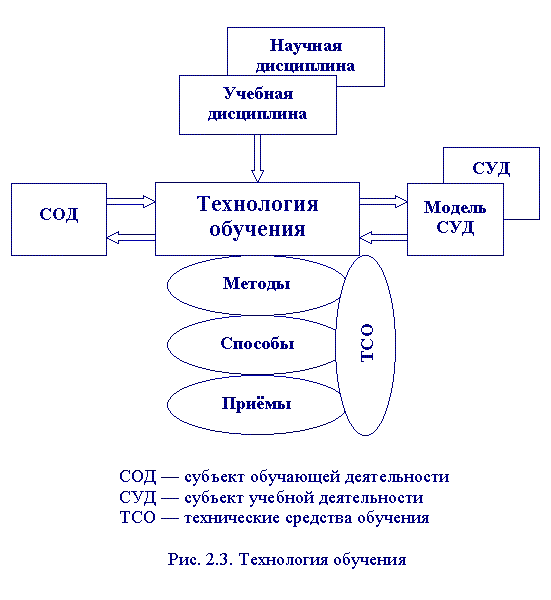 Научная
дисциплина
Учебная
дисциплина
СОД
Технология
обучения
СУД
Модель
СУД
Методы
Способы
Приёмы
ТСО
СОД — субъект обучающей деятельности
СУД — субъект учебной деятельности
ТСО — технические средства обучения
Рис. 2.3. Технология обучения